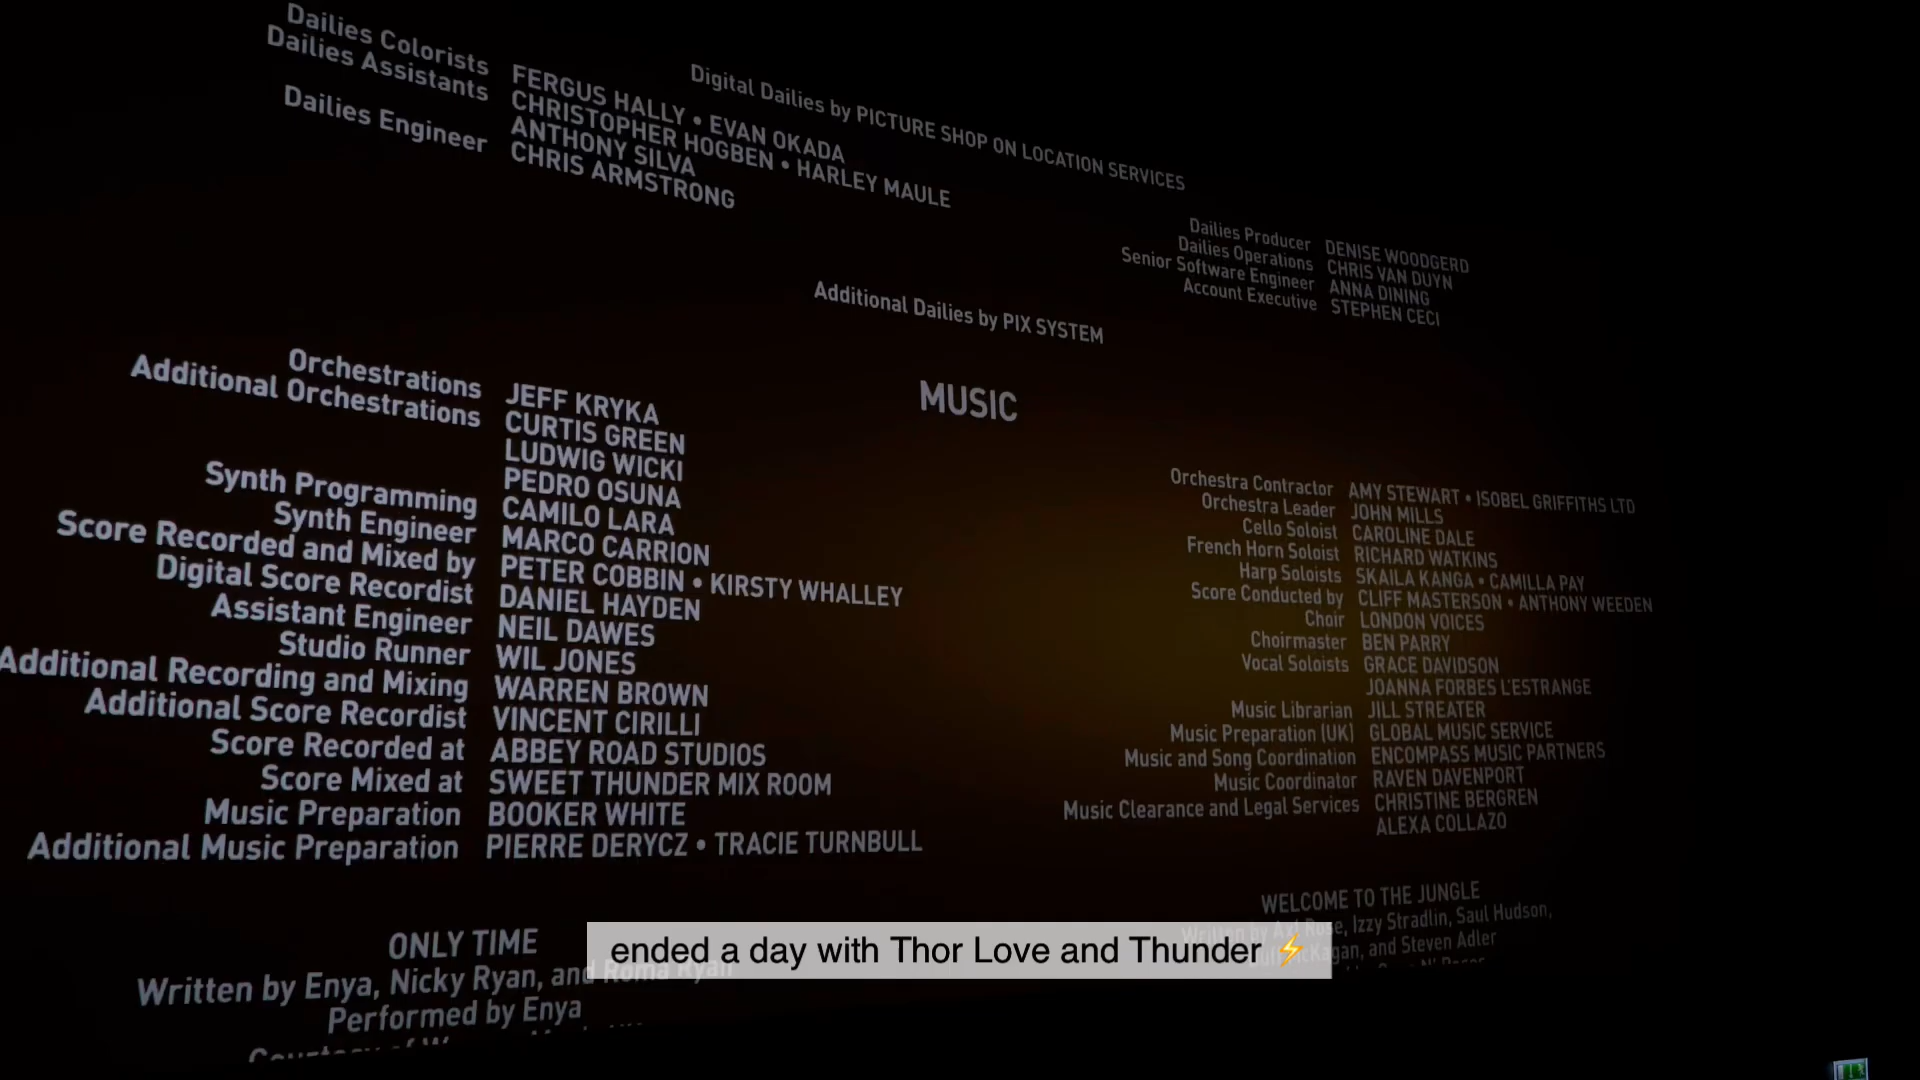 Dailies Colorists FERGUS HALLY • EVAN OKADA
Dailies Assistants CHRISTOPHER HOGBEN • HARLEY MAULE
ANTHONY SILVA
Dailies Engineer CHRIS ARMSTRONG
Digital Dailies by PICTURE SHOP ON LOCATION SERVICES
Dailies Producer DENISE WOODGERD
Dailies Operations CHRIS VAN DUYN
Senior Software Engineer ANNA DINING
Account Executive STEPHEN CECI
Additional Dailies by PIX SYSTEM
MUSIC
Orchestrations JEFF KRYKA
Additional Orchestrations CURTIS GREEN
LUDWIG WICKI
PEDRO OSUNA
Synth Programming CAMILO LARA
Synth Engineer MARCO CARRION
Score Recorded and Mixed by PETER COBBIN • KIRSTY WHALLEY
Digital Score Recordist DANIEL HAYDEN
Assistant Engineer NEIL DAWES
Studio Runner WIL JONES
Additional Recording and Mixing WARREN BROWN
Additional Score Recordist VINCENT CIRILLI
Score Recorded at ABBEY ROAD STUDIOS
Score Mixed at SWEET THUNDER MIX ROOM
Music Preparation BOOKER WHITE
Additional Music Preparation PIERRE DERYCZ • TRACIE TURNBULL
Orchestra Contractor AMY STEWART • ISOBEL GRIFFITHS LTD
Orchestra Leader JOHN MILLS
Cello Soloist CAROLINE DALE
French Horn Soloist RICHARD WATKINS
Harp Soloists SKAILA KANGA • CAMILLA PAY
Score Conducted by CLIFF MASTERSON • ANTHONY WEEDEN
Choir LONDON VOICES
Choirmaster BEN PARRY
Vocal Soloists GRACE DAVIDSON
JOANNA FORBES L'ESTRANGE
Music Librarian JILL STREATER
Music Preparation (UK) GLOBAL MUSIC SERVICE
Music and Song Coordination ENCOMPASS MUSIC PARTNERS
Music Coordinator RAVEN DAVENPORT
Music Clearance and Legal Services CHRISTINE BERGREN
ALEXA COLLAZO
ONLY TIME
Written by Enya, Nicky Ryan, and Roma Ryan
Performed by Enya
WELCOME TO THE JUNGLE
Written by Axl Rose, Izzy Stradlin, Saul Hudson,
and Steven Adler
ended a day with Thor Love and Thunder ⚡